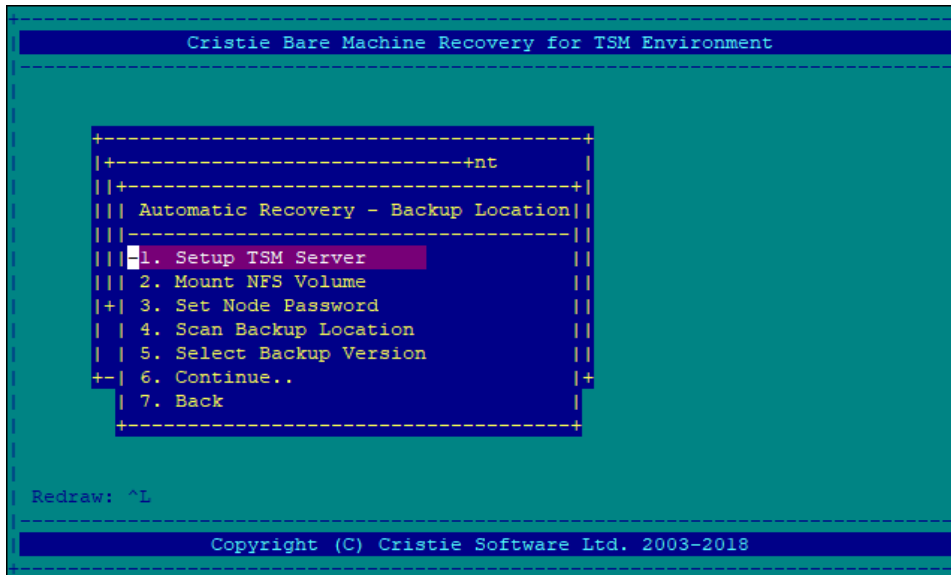 Cristie Bare Machine Recovery for TSM Environment
nt
Automatic Recovery - Backup Location
1. Setup TSM Server
2. Mount NFS Volume
3. Set Node Password
4. Scan Backup Location
5. Select Backup Version
6. Continue..
7. Back
Redraw: ^L
Copyright (C) Cristie Software Ltd. 2003-2018